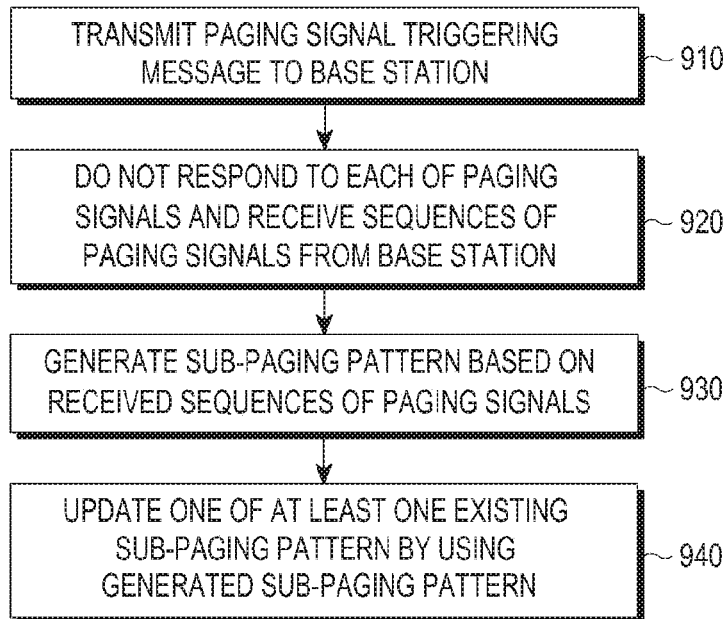 TRANSMIT PAGING SIGNAL TRIGGERING
MESSAGE TO BASE STATION
910
DO NOT RESPOND TO EACH OF PAGING
SIGNALS AND RECEIVE SEQUENCES OF
PAGING SIGNALS FROM BASE STATION
920
GENERATE SUB-PAGING PATTERN BASED ON
RECEIVED SEQUENCES OF PAGING SIGNALS
930
UPDATE ONE OF AT LEAST ONE EXISTING
SUB-PAGING PATTERN BY USING
GENERATED SUB-PAGING PATTERN
940